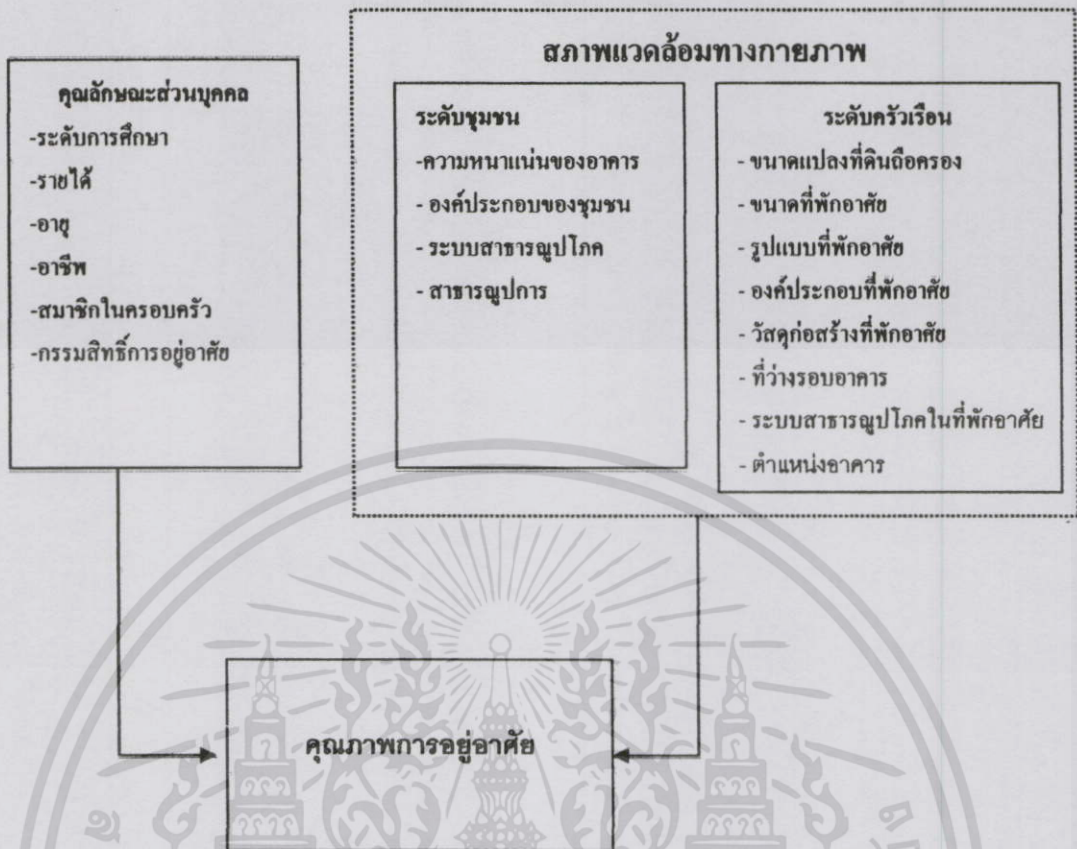 คุณลักษณะส่วนบุคคล
-ระดับการศึกษา
-รายได้
-อายุ
-อาชีพ
-สมาชิกในครอบครัว
-กรรมสิทธิ์การอยู่อาศัย
สภาพแวดล้อมทางกายภาพ
ระดับชุมชน
-ความหนาแน่นของอาคาร
- องค์ประกอบของชุมชน
- ระบบสาธารณูปโภค
- สาธารณูปการ
ระดับครัวเรือน
- ขนาดแปลงที่ดินถือครอง
- ขนาดที่พักอาศัย
- รูปแบบที่พักอาศัย
- องค์ประกอบที่พักอาศัย
- วัสดุก่อสร้างที่พักอาศัย
- ที่ว่างรอบอาคาร
- ระบบสาธารณูปโภคในที่พักอาศัย
- ตำแหน่งอาคาร
คุณภาพการอยู่อาศัย